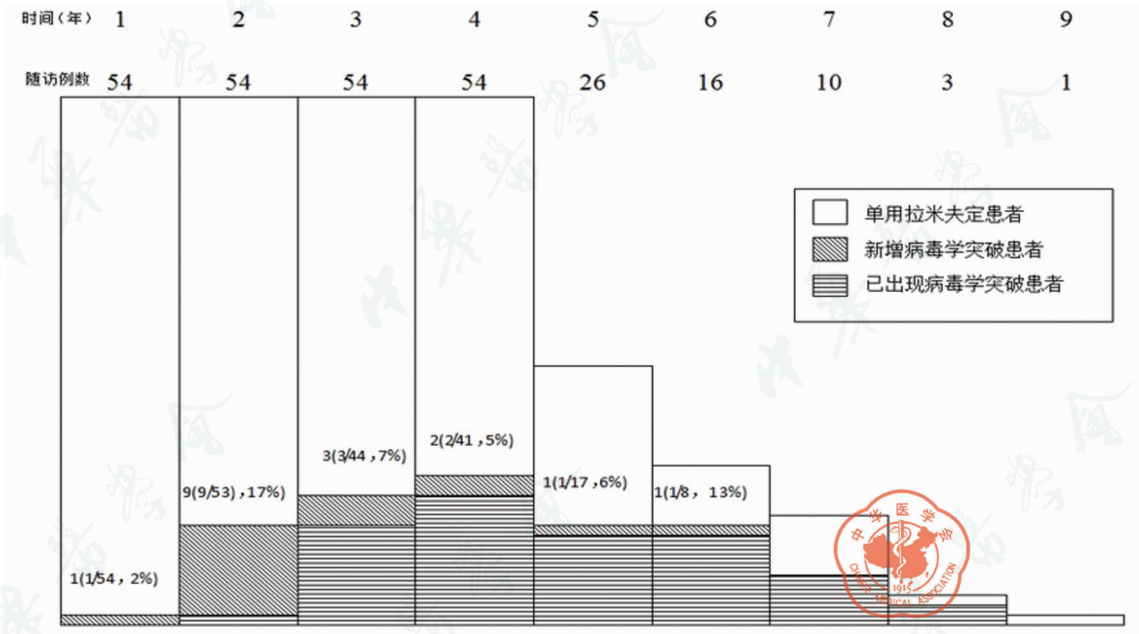 时间（年） 1 2 3 4 5 6 7 8 9
随访例数 54 54 54 54 26 16 10 3 1
单用拉米夫定患者
新增病毒学突破患者
已出现病毒学突破患者
2(2/41，5%)
3(3/44，7%)
1(1/17，6%)
9(9/53)，17%)
1(1/8，13%)
1(1/54，2%)
中华医学会
1915
CHINESE MEDICAL ASSOCIATION